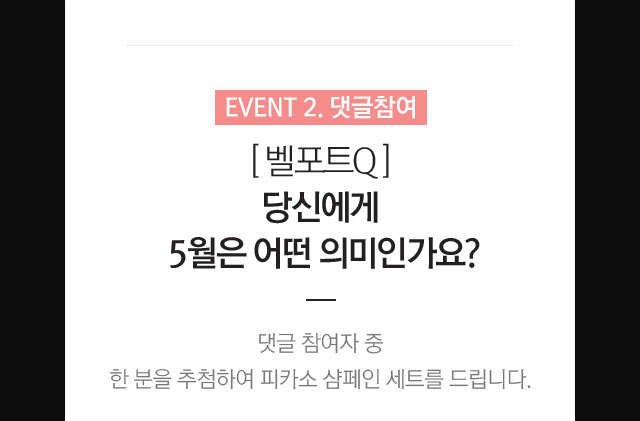 EVENT 2. 댓글참여
[ 벨포트Q ]
당신에게
5월은 어떤 의미인가요?
댓글 참여자 중
한 분을 추첨하여 피카소 샴페인 세트를 드립니다.